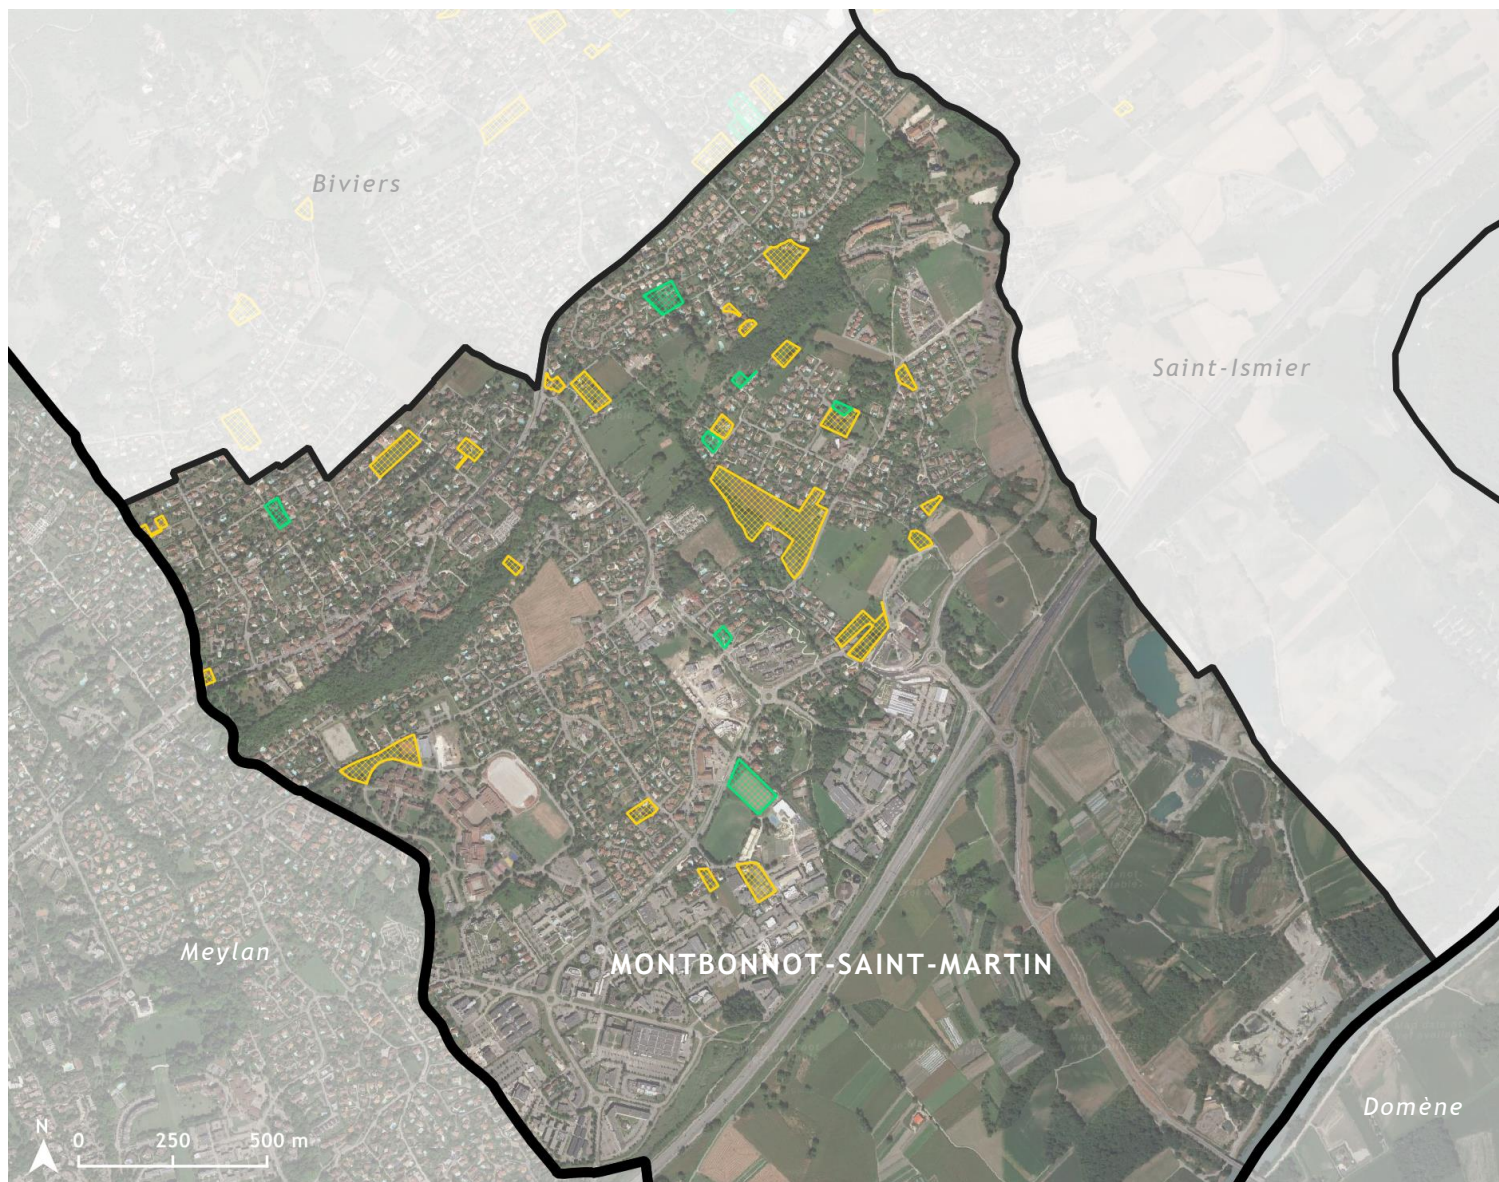 Biviers
Saint-Ismier
Meylan
MONTBONNOT-SAINT-MARTIN
Domène
N
0 250 500 m